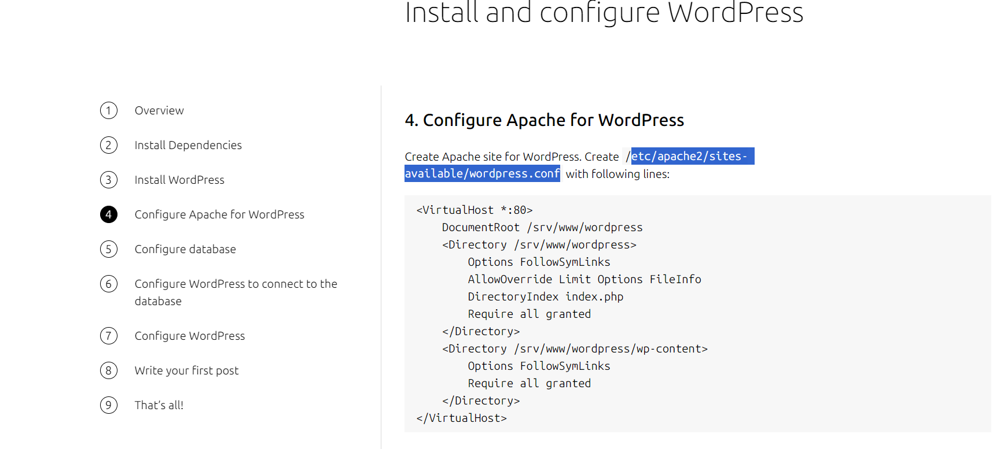 Install and configure WordPress
1 Overview
2 Install Dependencies
3 Install WordPress
4 Configure Apache for WordPress
5 Configure database
6 Configure WordPress to connect to the
database
7 Configure WordPress
8 Write your first post
9 That’s all!
4. Configure Apache for WordPress
Create Apache site for WordPress. Create /etc/apache2/sites-
available/wordpress.conf with following lines:
<VirtualHost *:80>
    DocumentRoot /srv/www/wordpress
    <Directory /srv/www/wordpress>
        Options FollowSymLinks
        AllowOverride Limit Options FileInfo
        DirectoryIndex index.php
        Require all granted
    </Directory>
    <Directory /srv/www/wordpress/wp-content>
        Options FollowSymLinks
        Require all granted
    </Directory>
</VirtualHost>